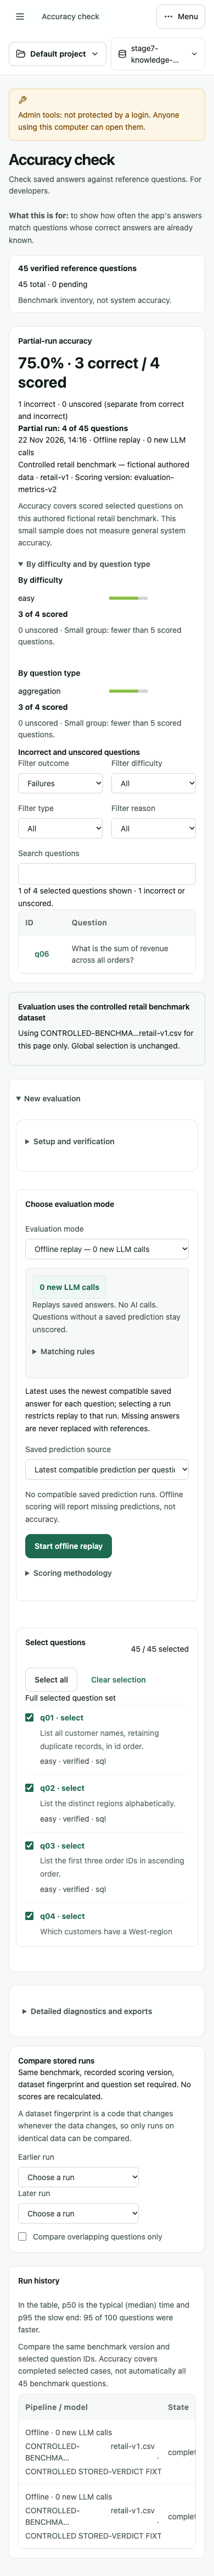 Accuracy check
Menu
Default project
stage7-
knowledge-...
Admin tools: not protected by a login. Anyone
using this computer can open them.
Accuracy check
Check saved answers against reference questions. For
developers.
What this is for: to show how often the app's answers
match questions whose correct answers are already
known.
45 verified reference questions
45 total · 0 pending
Benchmark inventory, not system accuracy.
Partial-run accuracy
75.0% · 3 correct / 4
scored
1 incorrect · 0 unscored (separate from correct
and incorrect)
Partial run: 4 of 45 questions
22 Nov 2026, 14:16 · Offline replay · 0 new LLM
calls
Controlled retail benchmark — fictional authored
data · retail-v1 · Scoring version: evaluation-
metrics-v2
Accuracy covers scored selected questions on
this authored fictional retail benchmark. This
small sample does not measure general system
accuracy.
By difficulty and by question type
By difficulty
easy
3 of 4 scored
0 unscored · Small group: fewer than 5 scored
questions.
By question type
aggregation
3 of 4 scored
0 unscored · Small group: fewer than 5 scored
questions.
Incorrect and unscored questions
Filter outcome Filter difficulty
Failures All
Filter type Filter reason
All All
Search questions
1 of 4 selected questions shown · 1 incorrect or
unscored.
ID Question
q06 What is the sum of revenue
across all orders?
Evaluation uses the controlled retail benchmark
dataset
Using CONTROLLED-BENCHMA...retail-v1.csv for
this page only. Global selection is unchanged.
New evaluation
Setup and verification
Choose evaluation mode
Evaluation mode
Offline replay — 0 new LLM calls
0 new LLM calls
Replays saved answers. No AI calls.
Questions without a saved prediction stay
unscored.
Matching rules
Latest uses the newest compatible saved
answer for each question; selecting a run
restricts replay to that run. Missing answers
are never replaced with references.
Saved prediction source
Latest compatible prediction per questic
No compatible saved prediction runs. Offline
scoring will report missing predictions, not
accuracy.
Start offline replay
Scoring methodology
Select questions
45 / 45 selected
Select all Clear selection
Full selected question set
q01 · select
List all customer names, retaining
duplicate records, in id order.
easy · verified · sql
q02 · select
List the distinct regions alphabetically.
easy · verified · sql
q03 · select
List the first three order IDs in ascending
order.
easy · verified · sql
q04 · select
Which customers have a West-region
Detailed diagnostics and exports
Compare stored runs
Same benchmark, recorded scoring version,
dataset fingerprint and question set required. No
scores are recalculated.
A dataset fingerprint is a code that changes
whenever the data changes, so only runs on
identical data can be compared.
Earlier run
Choose a run
Later run
Choose a run
Compare overlapping questions only
Run history
In the table, p50 is the typical (median) time and
p95 the slow end: 95 of 100 questions were
faster.
Compare the same benchmark version and
selected question IDs. Accuracy covers
completed selected cases, not automatically all
45 benchmark questions.
Pipeline / model State
Offline · 0 new LLM calls
CONTROLLED-
BENCHMA... retail-v1.csv · complet
CONTROLLED STORED-VERDICT FIXT
Offline · 0 new LLM calls
CONTROLLED-
BENCHMA... retail-v1.csv · complet
CONTROLLED STORED-VERDICT FIXT